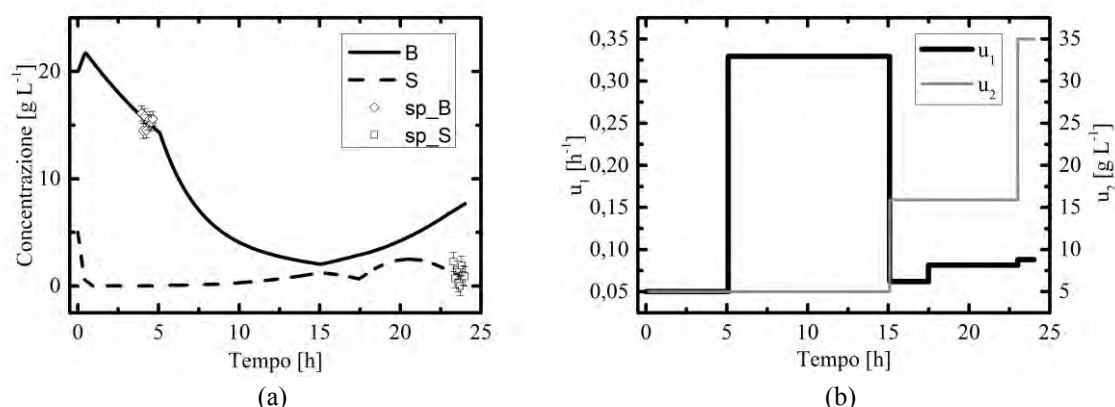 B
S
sp_B
sp_S
20
10
0
0 5 10 15 20 25
Concentrazione [g L-1]
Tempo [h]
(a)
u1
u2
0,35
0,30
0,25
0,20
0,15
0,10
0,05
35
30
25
20
15
10
5
0 5 10 15 20 25
u1 [h-1]
u2 [g L-1]
Tempo [h]
(b)